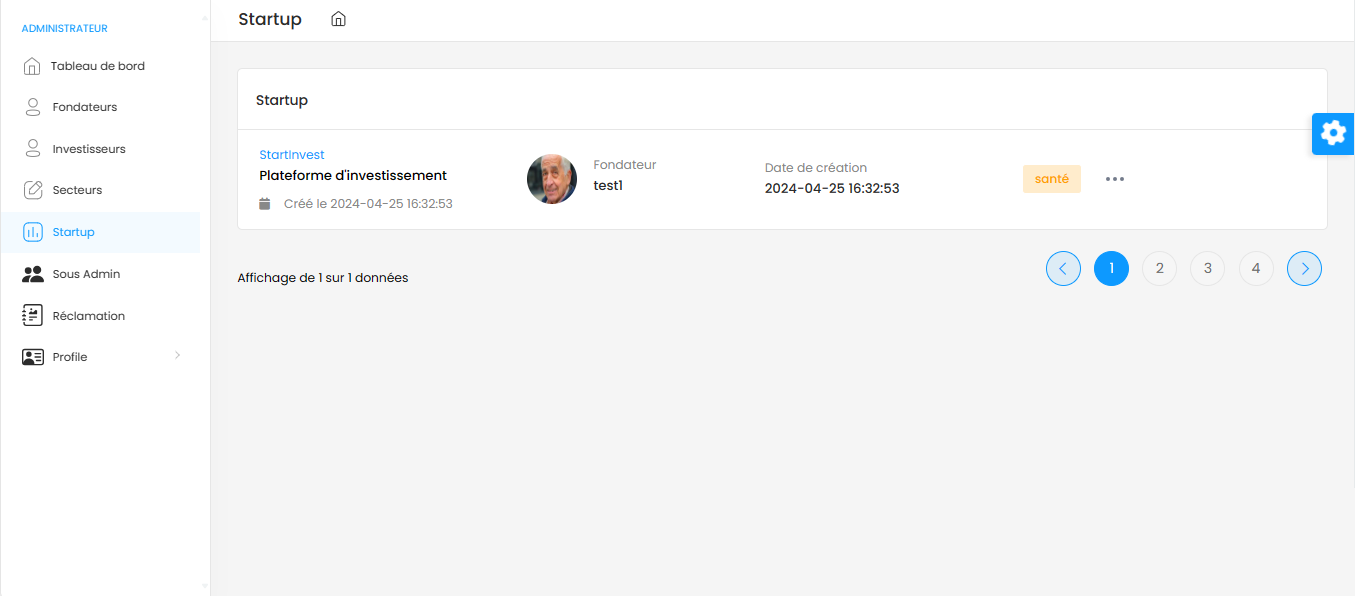 ADMINISTRATEUR
Tableau de bord
Fondateurs
Investisseurs
Secteurs
Startup
Sous Admin
Réclamation
Profile
Startup
Startup
StartInvest
Plateforme d'investissement
Créé le 2024-04-25 16:32:53
Fondateur
test1
Date de création
2024-04-25 16:32:53
santé
Affichage de 1 sur 1 données
1 2 3 4